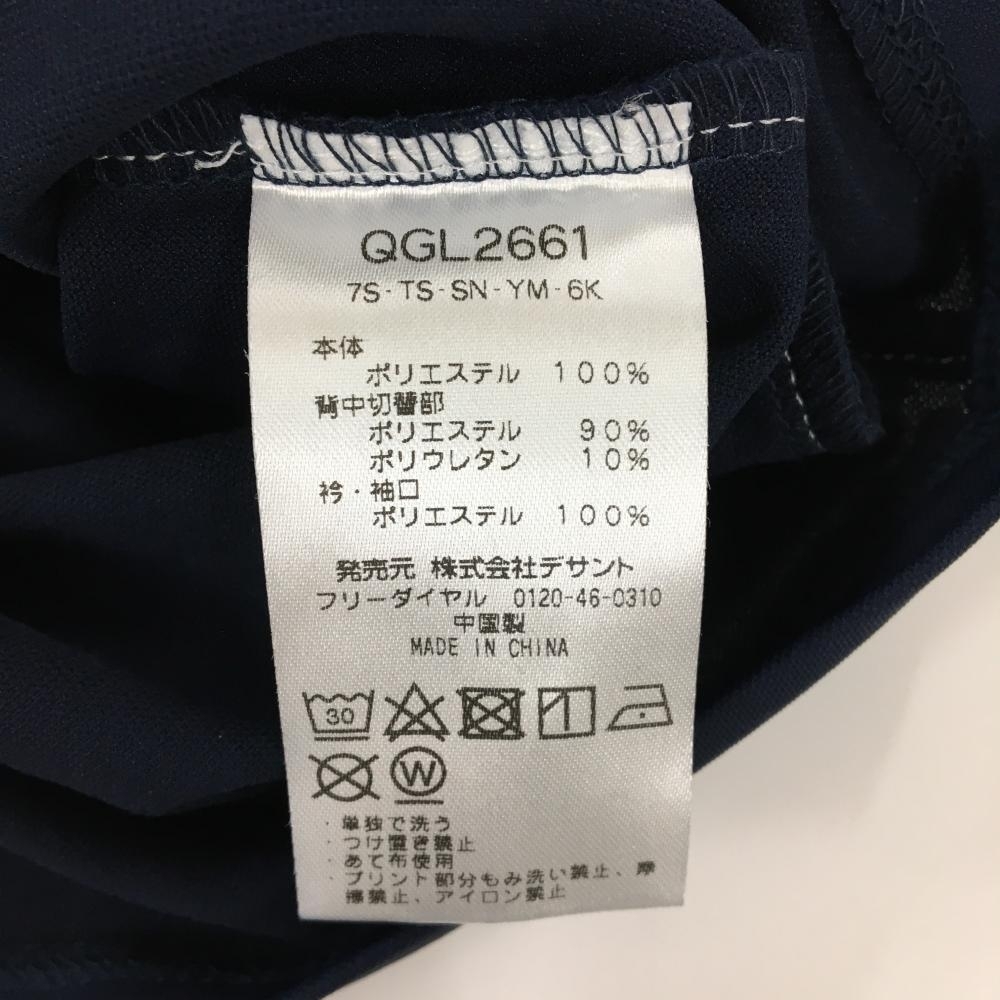 QGL2661
7S-TS-SN-YM-6K
本体
ポリエステル 100%
背中切替部
ポリエステル 90%
ポリウレタン 10%
衿・袖口
ポリエステル 100%
発売元 株式会社デサント
フリーダイヤル 0120-46-0310
中国製
MADE IN CHINA
30
W
・単独で洗う
・つけ置き禁止
・あて布使用
・プリント部分もみ洗い禁止、摩
擦禁止、アイロン禁止